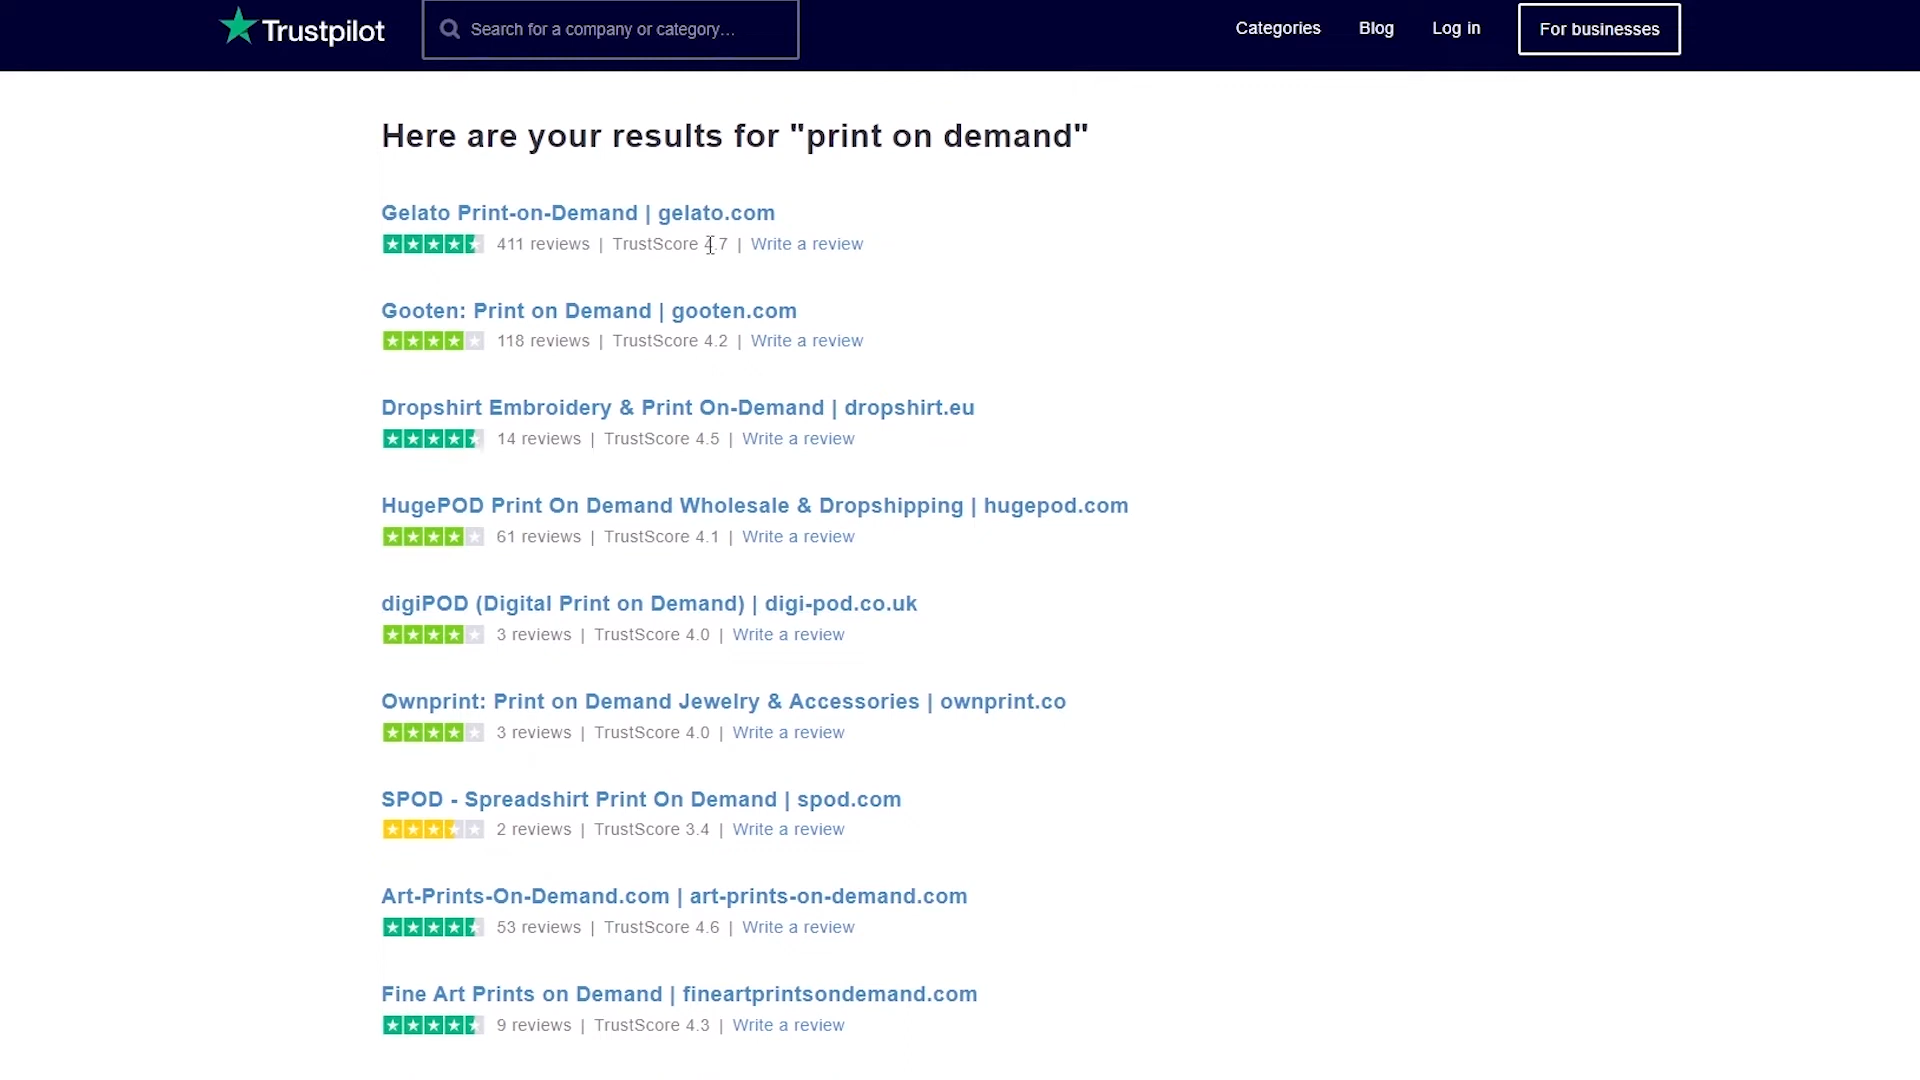 Trustpilot
Search for a company or category...
Categories
Blog
Log in
For businesses
Here are your results for "print on demand"
Gelato Print-on-Demand | gelato.com
411 reviews | TrustScore 4.7 | Write a review
Gooten: Print on Demand | gooten.com
118 reviews | TrustScore 4.2 | Write a review
Dropshirt Embroidery & Print On-Demand | dropshirt.eu
14 reviews | TrustScore 4.5 | Write a review
HugePOD Print On Demand Wholesale & Dropshipping | hugepod.com
61 reviews | TrustScore 4.1 | Write a review
digiPOD (Digital Print on Demand) | digi-pod.co.uk
3 reviews | TrustScore 4.0 | Write a review
Ownprint: Print on Demand Jewelry & Accessories | ownprint.co
3 reviews | TrustScore 4.0 | Write a review
SPOD - Spreadshirt Print On Demand | spod.com
2 reviews | TrustScore 3.4 | Write a review
Art-Prints-On-Demand.com | art-prints-on-demand.com
53 reviews | TrustScore 4.6 | Write a review
Fine Art Prints on Demand | fineartprintsondemand.com
9 reviews | TrustScore 4.3 | Write a review